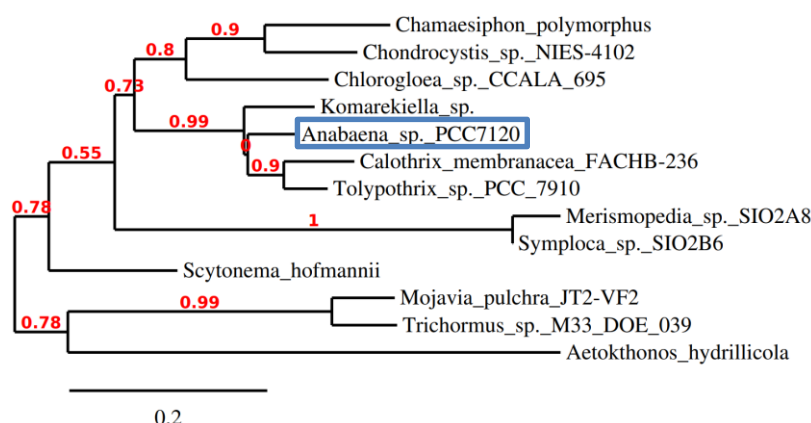 Chamaesiphon_polymorphus
0.9
Chondrocystis_sp._NIES-4102
0.8
Chlorogloea_sp._CCALA_695
0.73
Komarekiella_sp.
0.99
Anabaena_sp._PCC7120
0
Calothrix_membranacea_FACHB-236
0.9
Tolypothrix_sp._PCC_7910
0.55
Merismopedia_sp._SIO2A8
1
Symploca_sp._SIO2B6
0.78
Scytonema_hofmannii
Mojavia_pulchra_JT2-VF2
0.99
Trichormus_sp._M33_DOE_039
0.78
Aetokthonos_hydrillicola
0.2